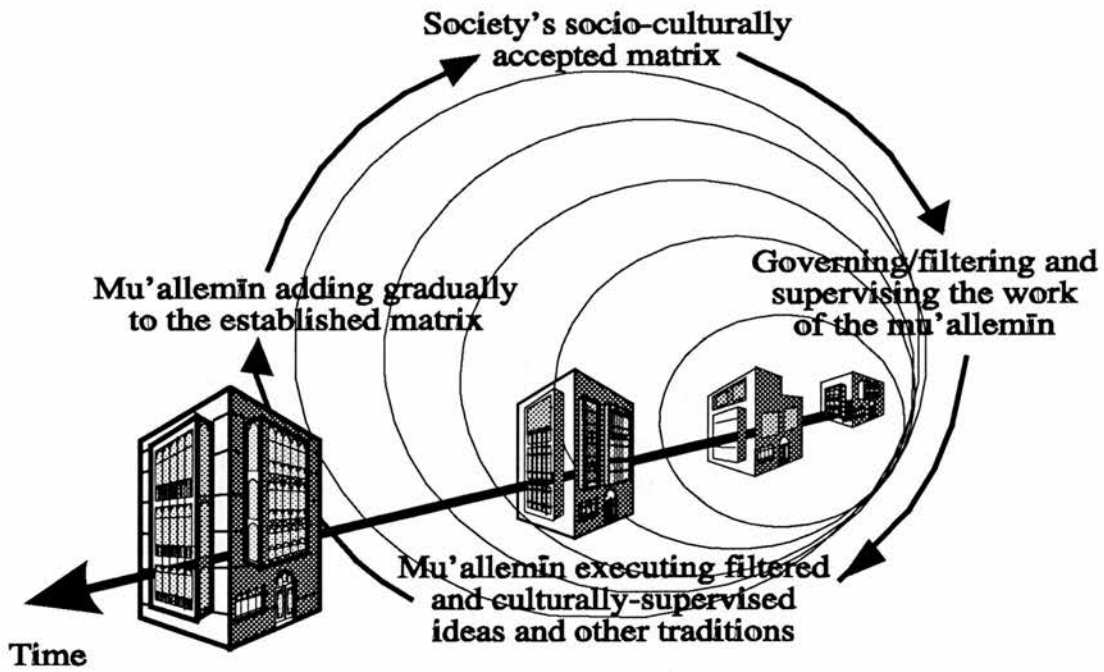 Society's socio-culturally
accepted matrix
Governing/filtering and
supervising the work
of the mu'allemīn
Mu'allemīn adding gradually
to the established matrix
Mu'allemīn executing filtered
and culturally-supervised
ideas and other traditions
Time